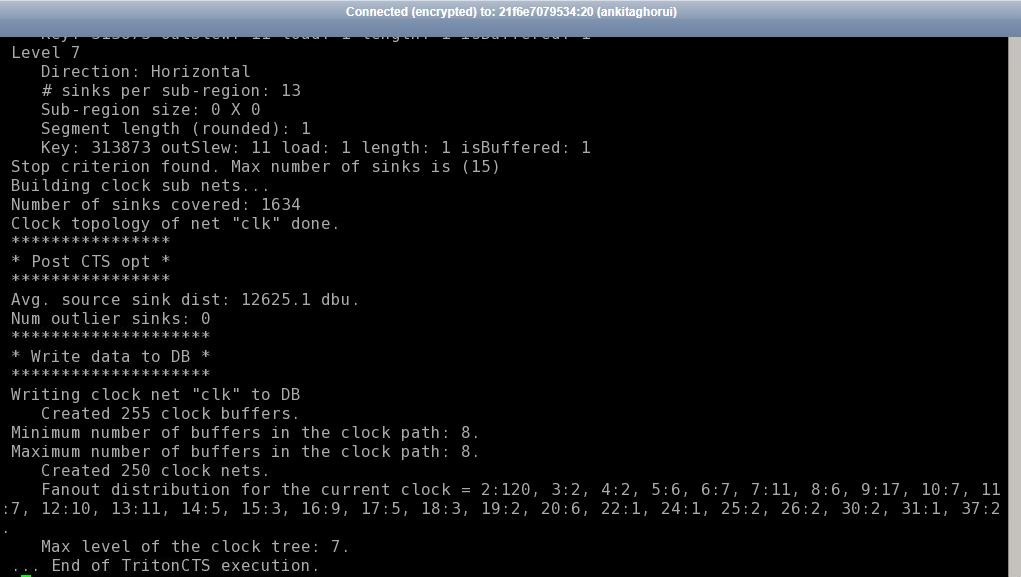 Connected (encrypted) to: 21f6e7079534:20 (ankitaghorui)
Key: 313873 outSlew: 11 load: 1 length: 1 isBuffered: 1
Level 7
Direction: Horizontal
# sinks per sub-region: 13
Sub-region size: 0 X 0
Segment length (rounded): 1
Key: 313873 outSlew: 11 load: 1 length: 1 isBuffered: 1
Stop criterion found. Max number of sinks is (15)
Building clock sub nets...
Number of sinks covered: 1634
Clock topology of net "clk" done.
****************
* Post CTS opt *
****************
Avg. source sink dist: 12625.1 dbu.
Num outlier sinks: 0
********************
* Write data to DB *
********************
Writing clock net "clk" to DB
Created 255 clock buffers.
Minimum number of buffers in the clock path: 8.
Maximum number of buffers in the clock path: 8.
Created 250 clock nets.
Fanout distribution for the current clock = 2:120, 3:2, 4:2, 5:6, 6:7, 7:11, 8:6, 9:17, 10:7, 11
:7, 12:10, 13:11, 14:5, 15:3, 16:9, 17:5, 18:3, 19:2, 20:6, 22:1, 24:1, 25:2, 26:2, 30:2, 31:1, 37:2
.
Max level of the clock tree: 7.
... End of TritonCTS execution.